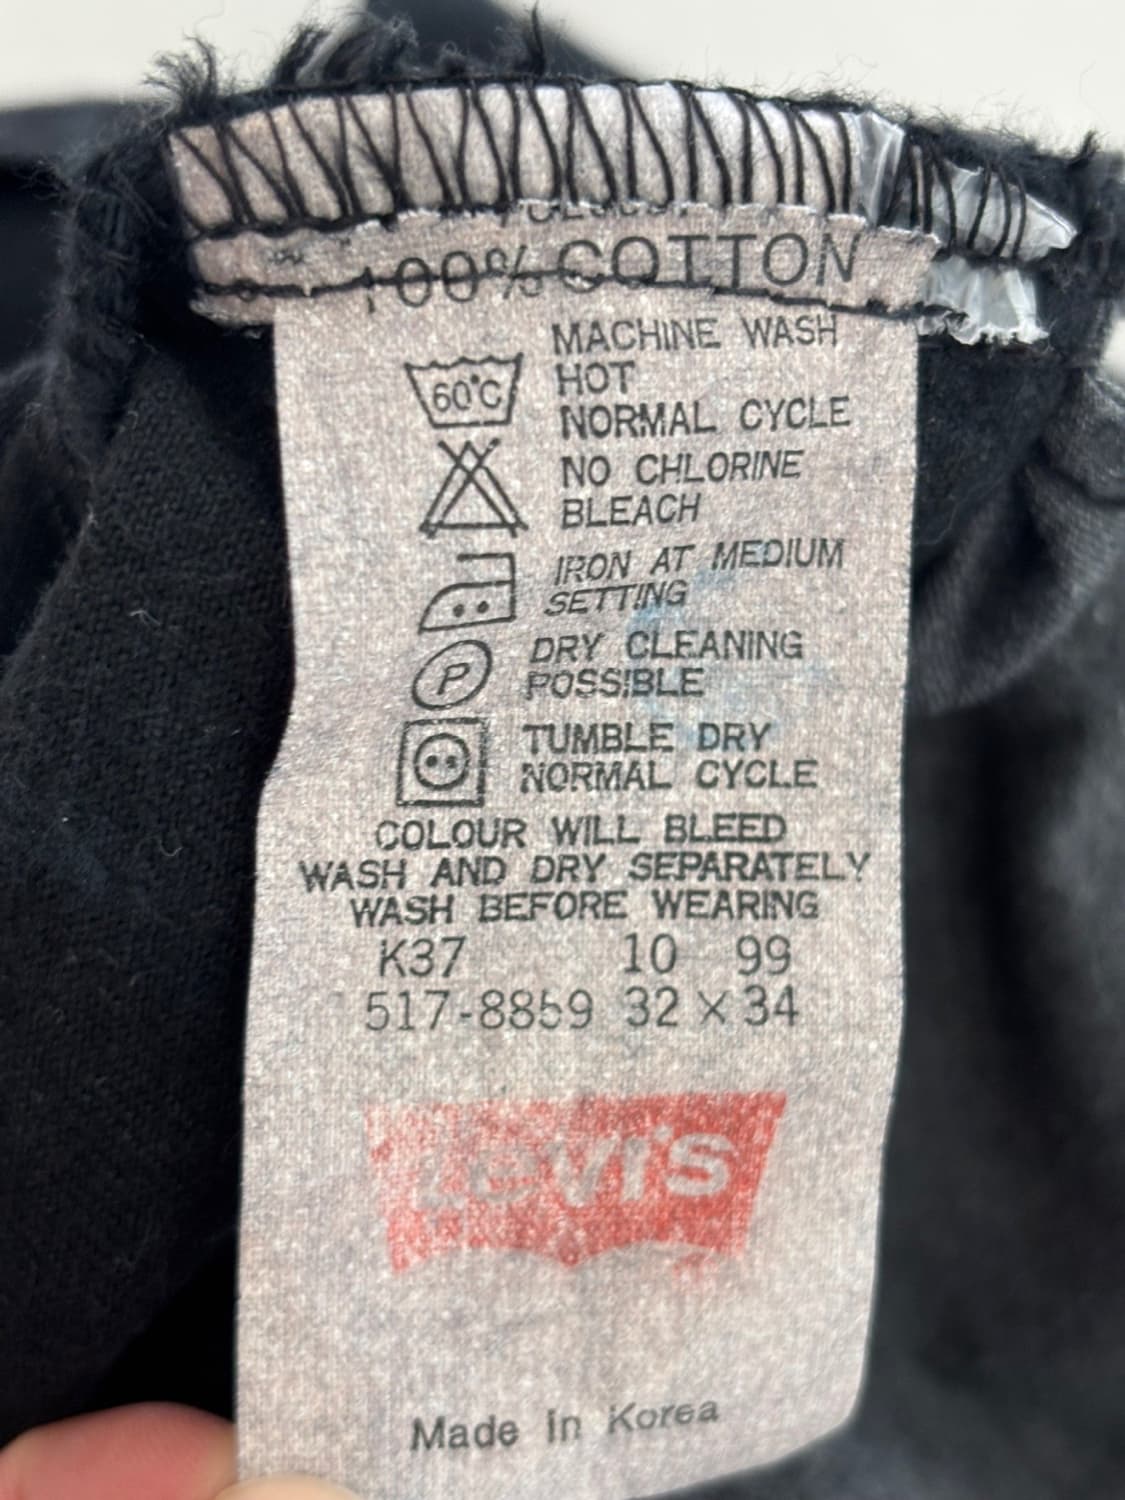 100% COTTON
MACHINE WASH
HOT
60°C
NORMAL CYCLE
NO CHLORINE
BLEACH
IRON AT MEDIUM
SETTING
P
DRY CLEANING
POSSIBLE
TUMBLE DRY
NORMAL CYCLE
COLOUR WILL BLEED
WASH AND DRY SEPARATELY
WASH BEFORE WEARING
K37 10 99
517-8859 32 × 34
Levi's
Made In Korea